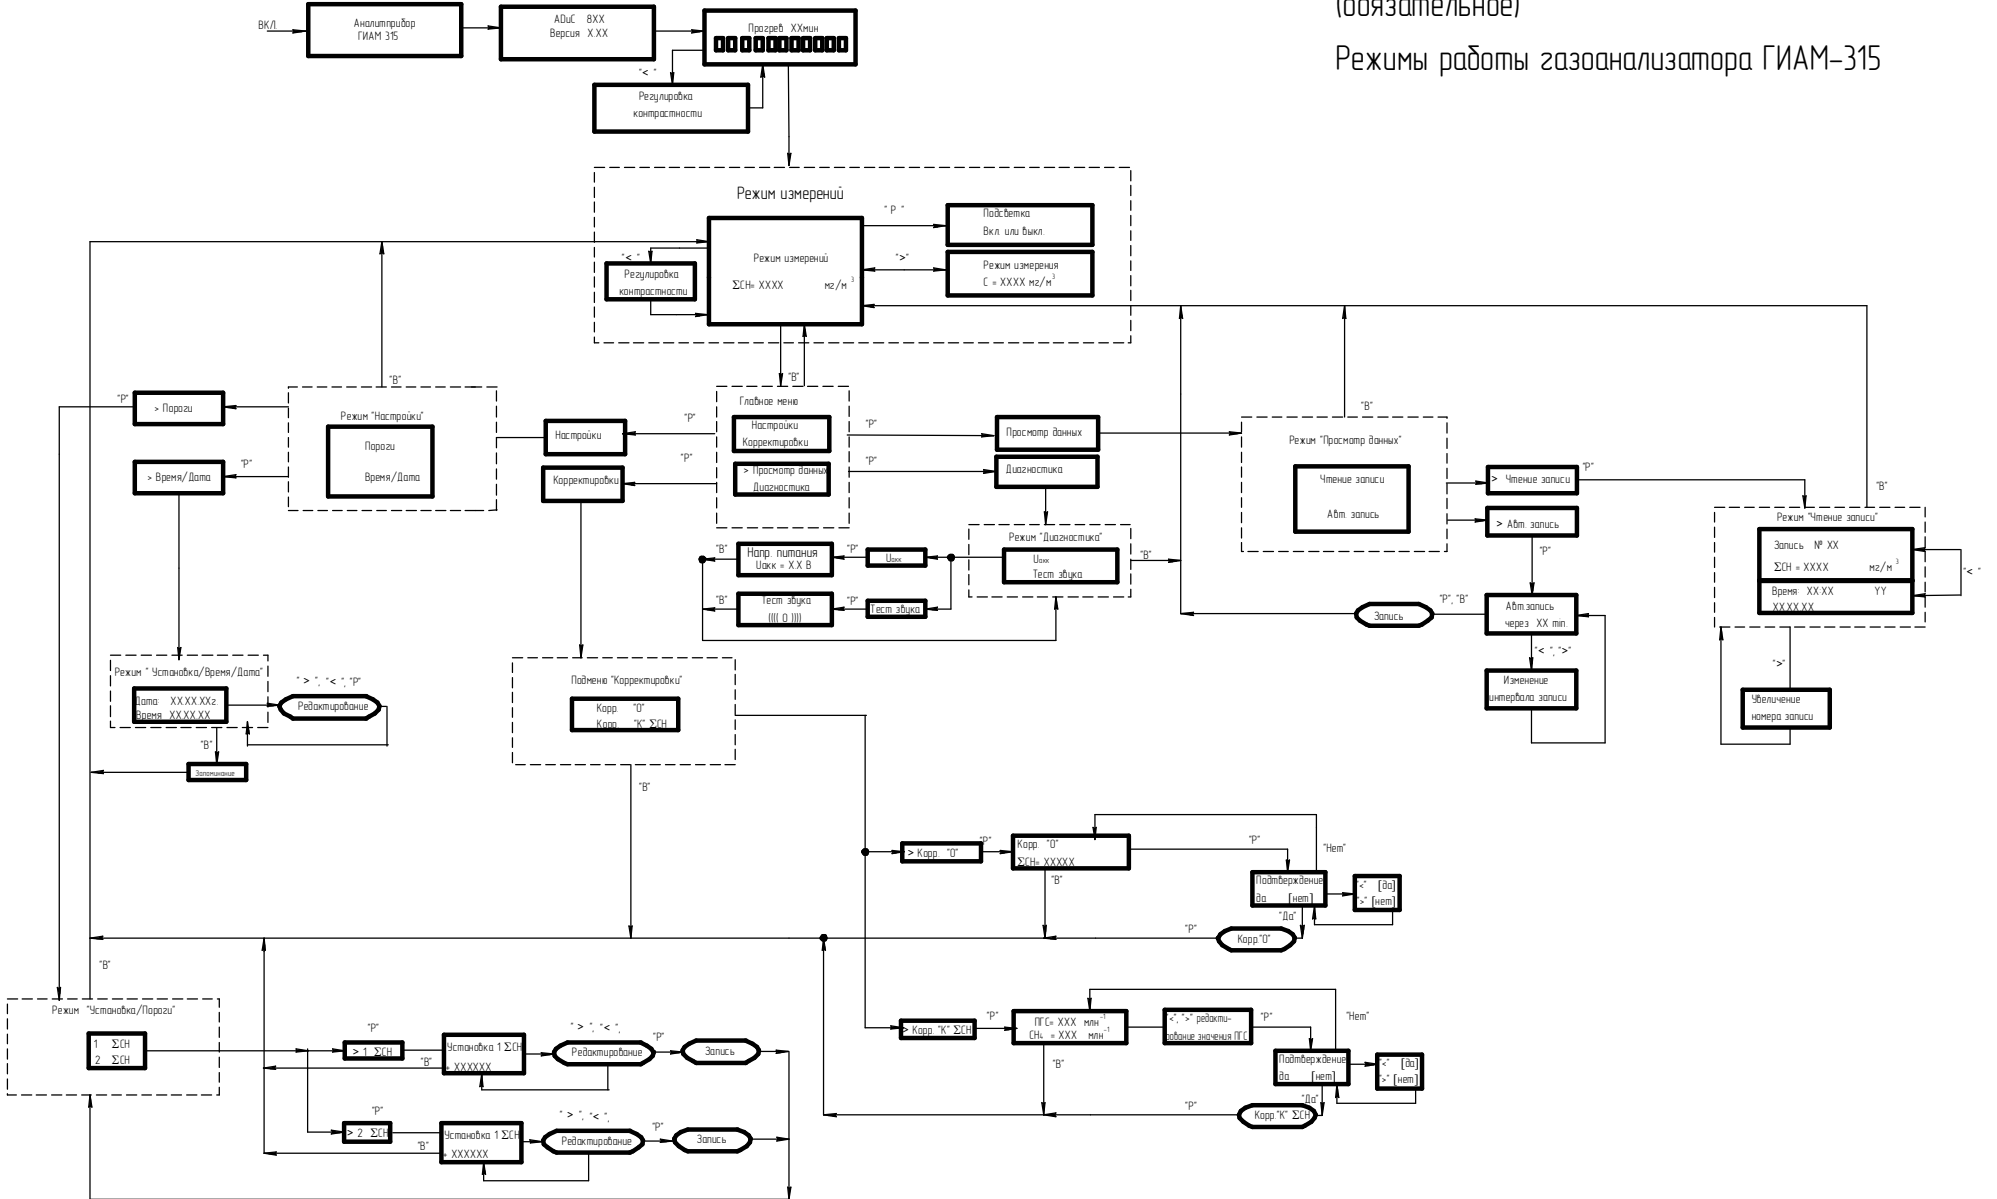 (обязательное)
Режимы работы газоанализатора ГИАМ-315
ВКЛ.
Аналитприбор
ГИАМ 315
ADuC 8XX
Версия X.XX
Прогрев XXмин
"< "
Регулировка
контрастности
Режим измерений
Режим измерений
ΣCH= XXXX мг/м³
"< "
Регулировка
контрастности
" P "
Подсветка
Вкл. или выкл.
">"
Режим измерения
C = XXXX мг/м³
"В"
"В"
"P"
> Пороги
"P"
> Время/Дата
Режим "Настройки"
Пороги
Время/Дата
Настройки
"P"
Корректировки
"P"
Главное меню
Настройки
Корректировки
> Просмотр данных
Диагностика
"P"
Просмотр данных
"P"
Диагностика
"В"
Режим "Просмотр данных"
Чтение записи
Авт. запись
> Чтение записи
"P"
> Авт. запись
"P"
"В"
Режим "Чтение записи"
Запись № XX
ΣCH = XXXX мг/м³
Время: XX:XX YY
XX.XX.XX
"< "
">"
Увеличение
номера записи
Режим "Диагностика"
Uакк
Тест звука
"В"
"В"
Напр. питания
Uакк = X.X В
"P"
Uакк
"В"
Тест звука
(((( 0 ))))
"P"
Тест звука
Запись
"P", "В"
Авт.запись
через XX min.
"< ", ">"
Изменение
интервала записи
Режим " Установка/Время/Дата"
Дата: XX.XX.XXг.
Время: XX.XX.XX
" > ", "< ", "P"
Редактирование
"В"
Запоминание
Подменю "Корректировки"
Корр. "0"
Корр. "К" ΣCH
"В"
> Корр. "0"
"P"
Корр. "0"
ΣCH= XXXXX
"В"
"P"
"Нет"
Подтверждение
да [нет]
"<" [да]
">" [нет]
"Да"
Корр."0"
"P"
> Корр. "К" ΣCH
"P"
ПГС= XXX млн⁻¹
CH₄ = XXX млн⁻¹
"<", ">" редакти-
рование значения ПГС
"P"
"Нет"
Подтверждение
да [нет]
"<" [да]
">" [нет]
"В"
"Да"
Корр."К" ΣCH
"P"
"В"
Режим "Установка/Пороги"
1 ΣCH
2 ΣCH
"P"
> 1 ΣCH
"В"
Установка 1 ΣCH
+ XXXXXX
" > ", "< ",
Редактирование
"P"
Запись
"P"
> 2 ΣCH
"В"
Установка 1 ΣCH
+ XXXXXX
" > ", "< ",
Редактирование
"P"
Запись